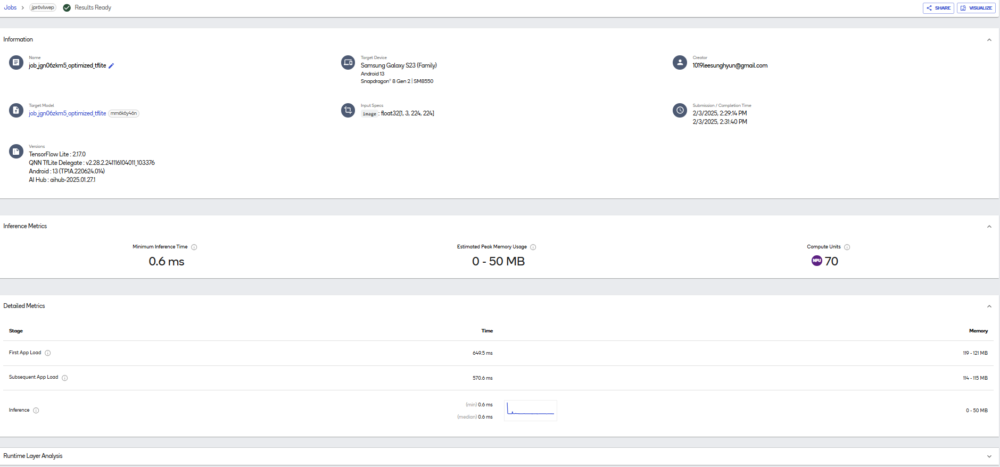 Jobs > jpr6vlwep Results Ready
SHARE
VISUALIZE
Information
Name
job_jgn06zkm5_optimized_tflite
Target Device
Samsung Galaxy S23 (Family)
Android 13
Snapdragon® 8 Gen 2 | SM8550
Creator
1019leesunghyun@gmail.com
Target Model
job_jgn06zkm5_optimized_tflite mm6k6y46n
Input Specs
image : float32[1, 3, 224, 224]
Submission / Completion Time
2/3/2025, 2:29:14 PM
2/3/2025, 2:31:40 PM
Versions
TensorFlow Lite : 2.17.0
QNN TfLite Delegate : v2.28.2.241116104011_103376
Android : 13 (TP1A.220624.014)
AI Hub : aihub-2025.01.27.1
Inference Metrics
Minimum Inference Time
0.6 ms
Estimated Peak Memory Usage
0 - 50 MB
Compute Units
NPU 70
Detailed Metrics
Stage Time Memory
First App Load 649.5 ms 119 - 121 MB
Subsequent App Load 570.6 ms 114 - 115 MB
Inference (min) 0.6 ms 0 - 50 MB
(median) 0.6 ms
Runtime Layer Analysis